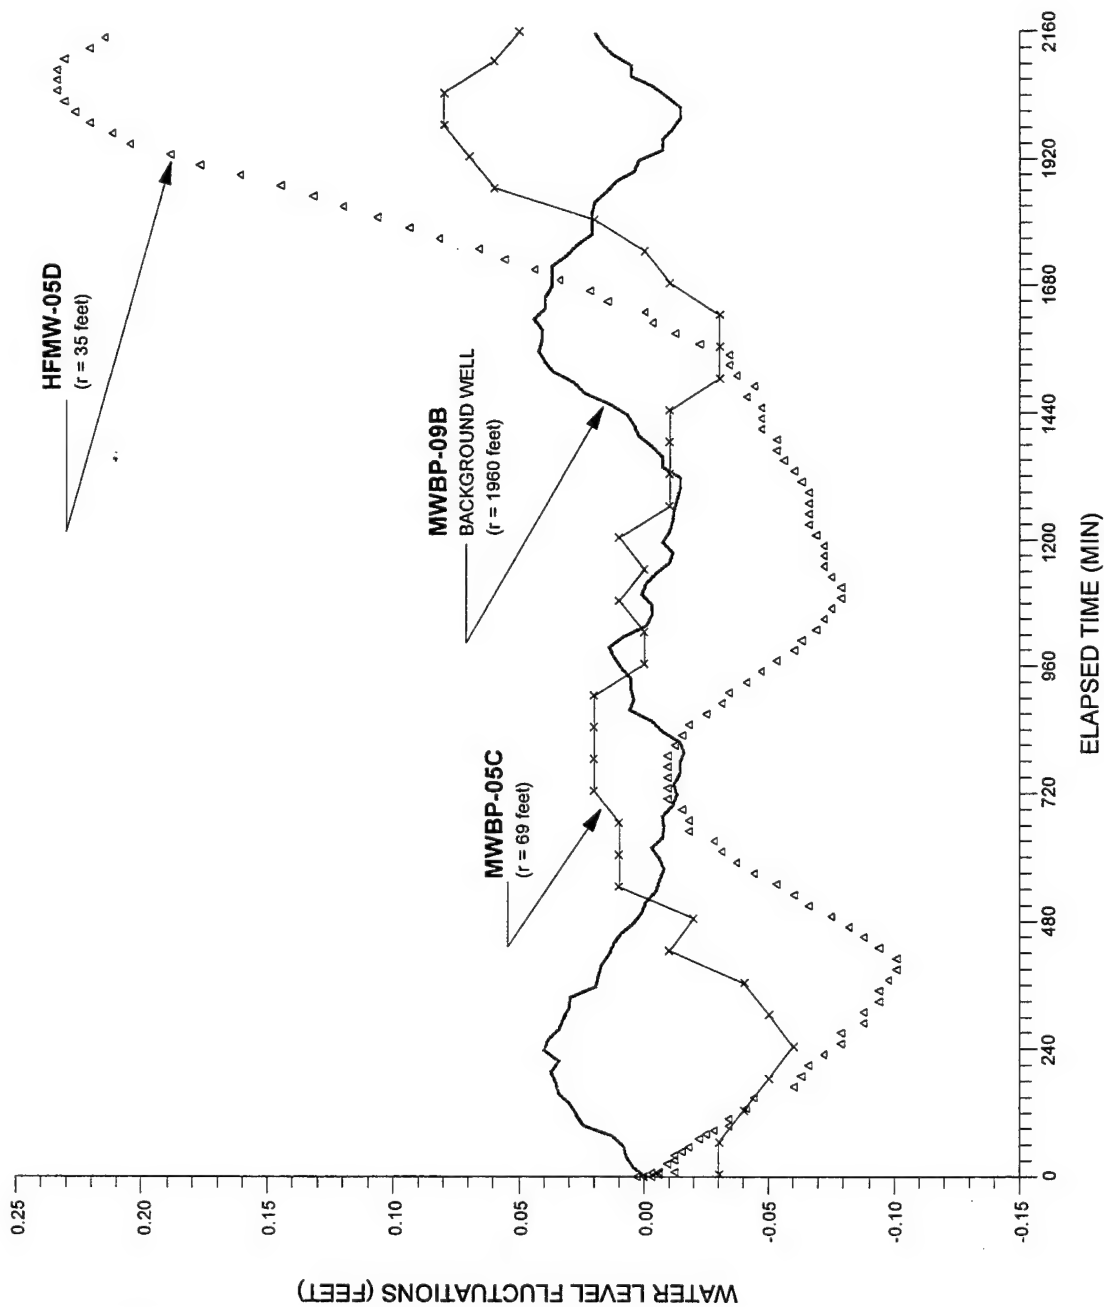 HFMW-05D
(r = 35 feet)
MWBP-09B
BACKGROUND WELL
(r = 1960 feet)
MWBP-05C
(r = 69 feet)
WATER LEVEL FLUCTUATIONS (FEET)
0.25
0.20
0.15
0.10
0.05
0.00
-0.05
-0.10
-0.15
0
240
480
720
960
1200
1440
1680
1920
2160
ELAPSED TIME (MIN)